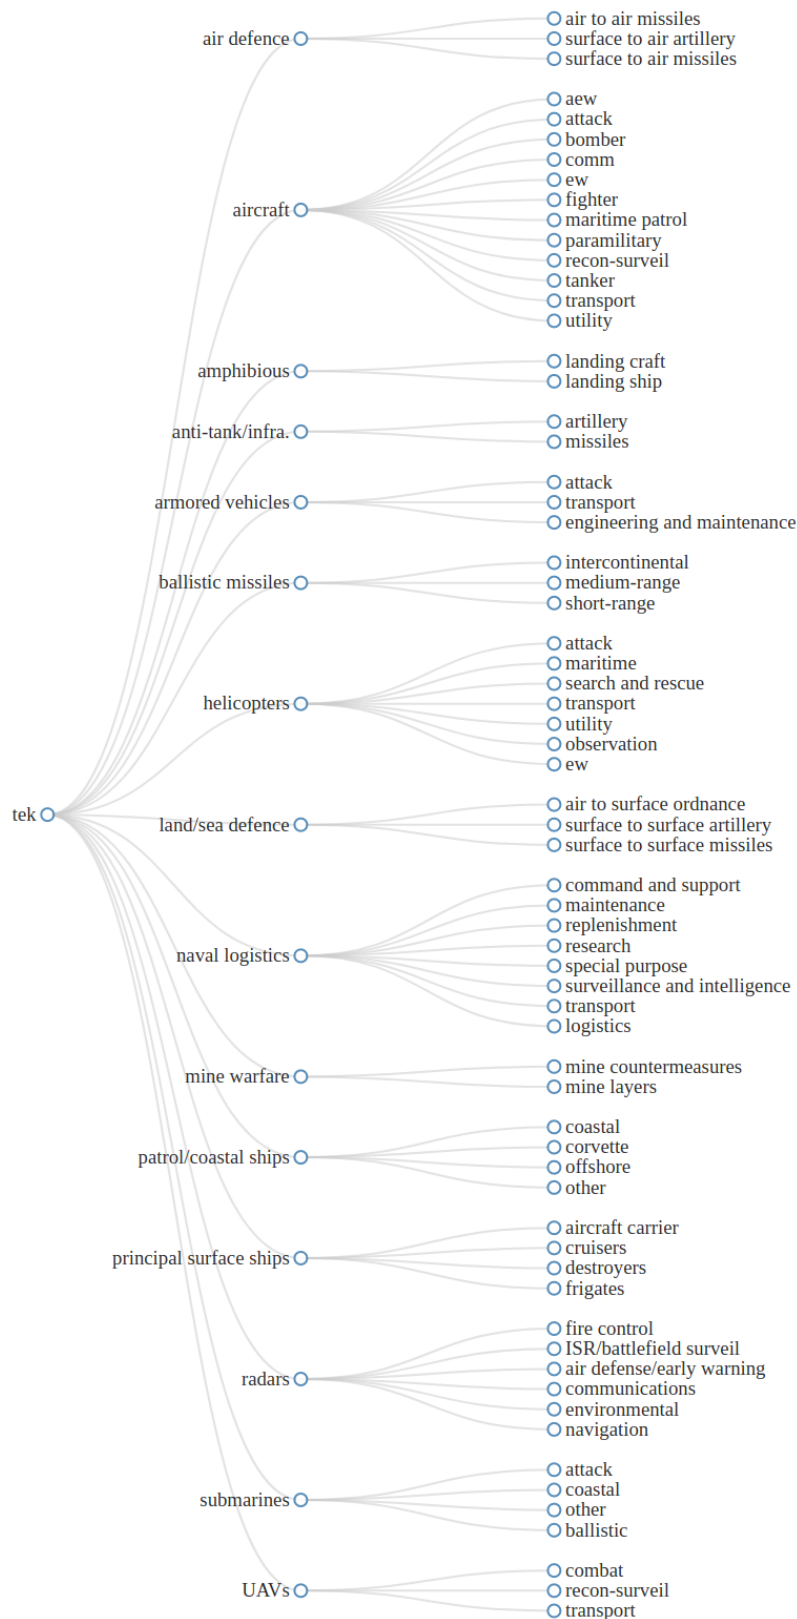 tek
air defence
air to air missiles
surface to air artillery
surface to air missiles
aircraft
aew
attack
bomber
comm
ew
fighter
maritime patrol
paramilitary
recon-surveil
tanker
transport
utility
amphibious
landing craft
landing ship
anti-tank/infra.
artillery
missiles
armored vehicles
attack
transport
engineering and maintenance
ballistic missiles
intercontinental
medium-range
short-range
helicopters
attack
maritime
search and rescue
transport
utility
observation
ew
land/sea defence
air to surface ordnance
surface to surface artillery
surface to surface missiles
naval logistics
command and support
maintenance
replenishment
research
special purpose
surveillance and intelligence
transport
logistics
mine warfare
mine countermeasures
mine layers
patrol/coastal ships
coastal
corvette
offshore
other
principal surface ships
aircraft carrier
cruisers
destroyers
frigates
radars
fire control
ISR/battlefield surveil
air defense/early warning
communications
environmental
navigation
submarines
attack
coastal
other
ballistic
UAVs
combat
recon-surveil
transport